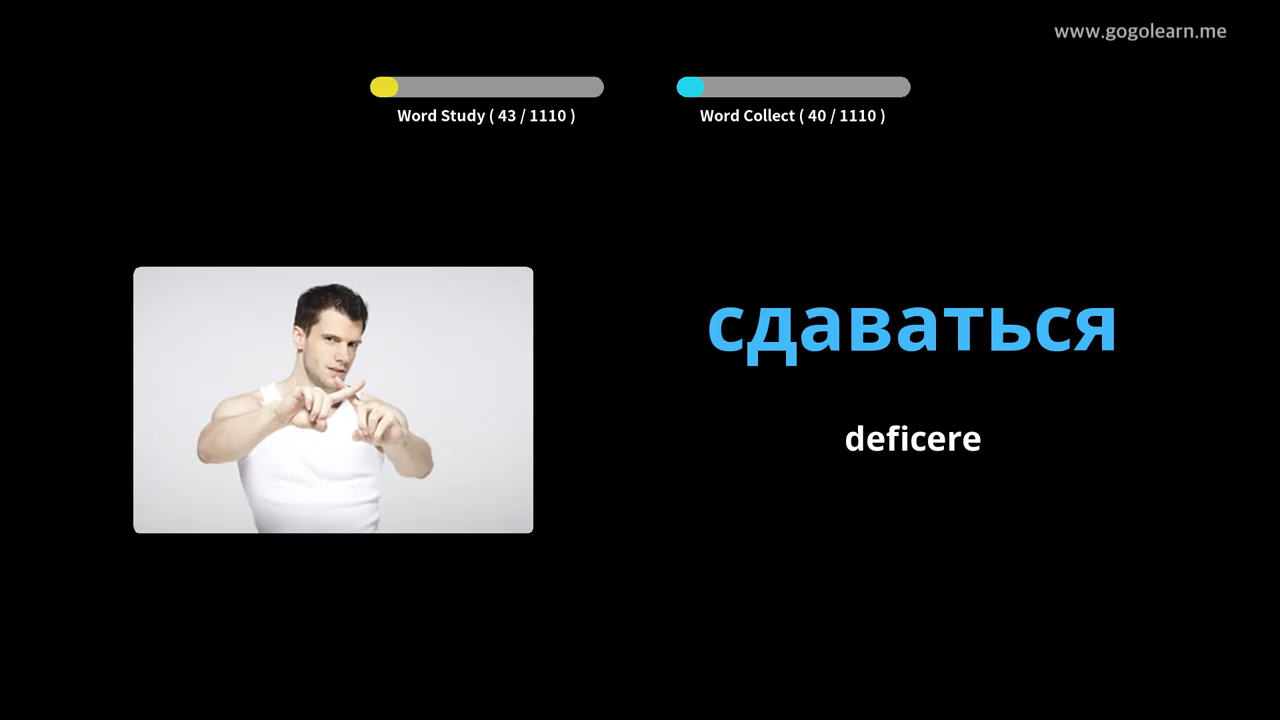 www.gogolearn.me
Word Study ( 43 / 1110 )
Word Collect ( 40 / 1110 )
сдаваться
deficere